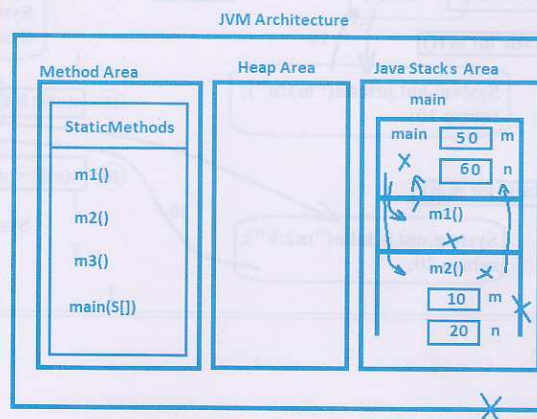 JVM Architecture
Method Area
Heap Area
Java Stacks Area
StaticMethods
m1()
m2()
m3()
main(S[])
main
main 50 m
60 n
m1()
m2()
10 m
20 n